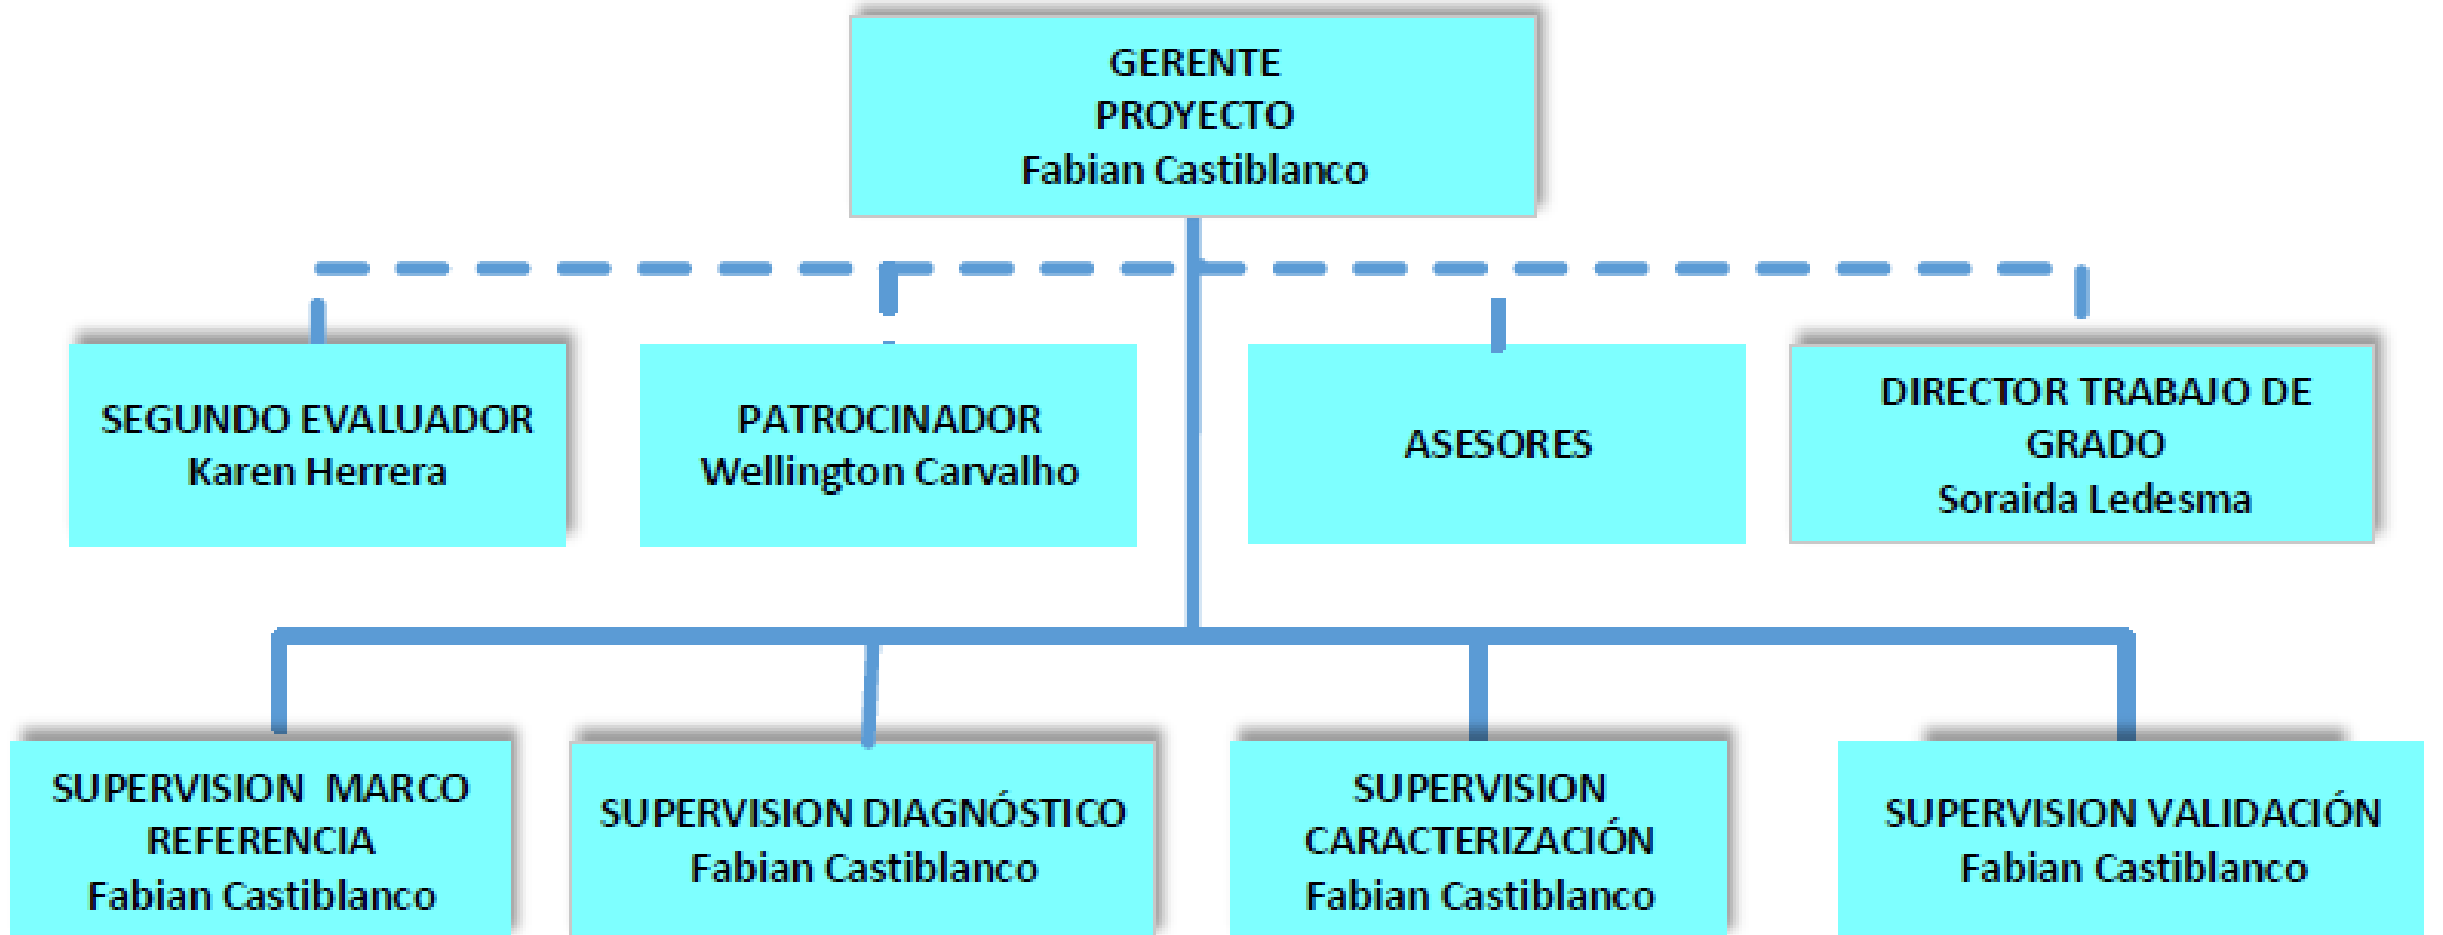 GERENTE
PROYECTO
Fabian Castiblanco
SEGUNDO EVALUADOR
Karen Herrera
PATROCINADOR
Wellington Carvalho
ASESORES
DIRECTOR TRABAJO DE
GRADO
Soraida Ledesma
SUPERVISION MARCO
REFERENCIA
Fabian Castiblanco
SUPERVISION DIAGNÓSTICO
Fabian Castiblanco
SUPERVISION
CARACTERIZACIÓN
Fabian Castiblanco
SUPERVISION VALIDACIÓN
Fabian Castiblanco